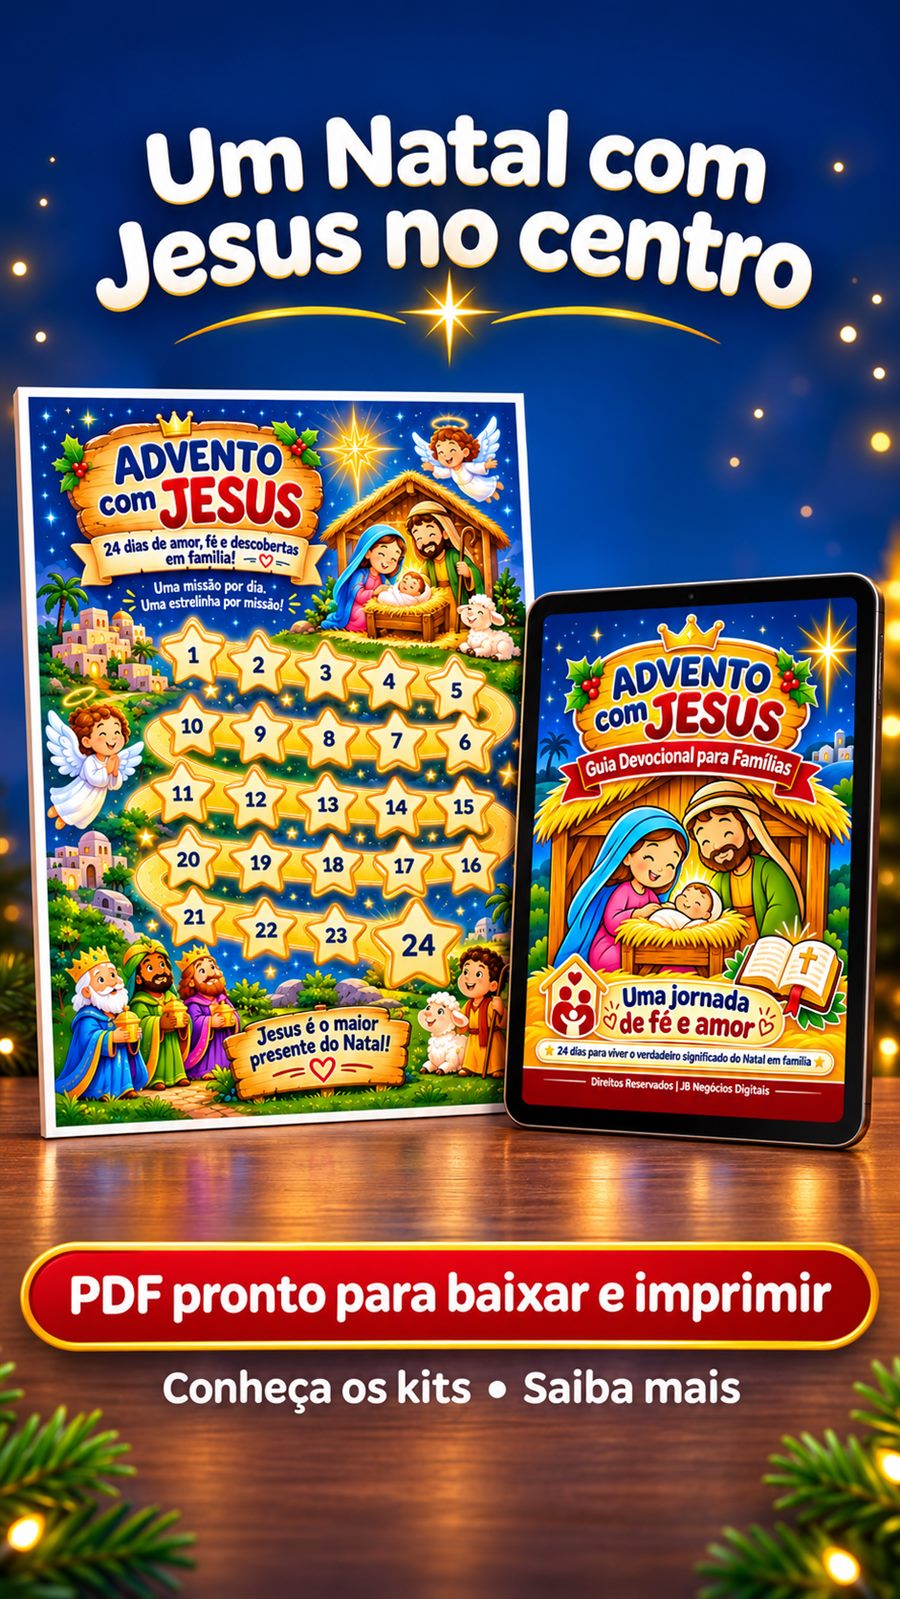 Um Natal com
Jesus no centro
ADVENTO
com JESUS
24 dias de amor, fé e descobertas
em família!
Uma missão por dia.
Uma estrelinha por missão!
1 2 3 4 5
10 9 8 7 6
11 12 13 14 15
20 19 18 17 16
21 22 23 24
Jesus é o maior
presente do Natal!
ADVENTO
com JESUS
Guia Devocional para Famílias
Uma jornada
de fé e amor
24 dias para viver o verdadeiro significado do Natal em família
Direitos Reservados | JB Negócios Digitais
PDF pronto para baixar e imprimir
Conheça os kits • Saiba mais